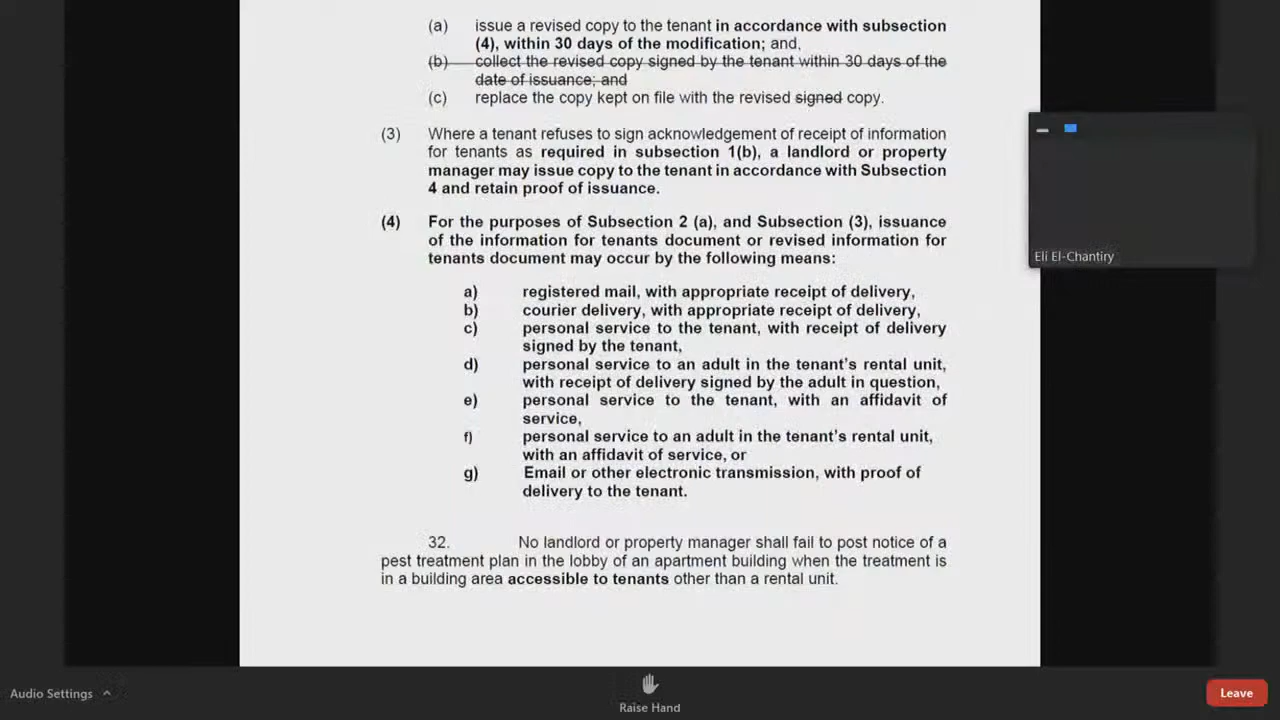 (a) issue a revised copy to the tenant in accordance with subsection
(4), within 30 days of the modification; and,
(b) collect the revised copy signed by the tenant within 30 days of the
date of issuance; and
(c) replace the copy kept on file with the revised signed copy.
(3) Where a tenant refuses to sign acknowledgement of receipt of information
for tenants as required in subsection 1(b), a landlord or property
manager may issue copy to the tenant in accordance with Subsection
4 and retain proof of issuance.
(4) For the purposes of Subsection 2 (a), and Subsection (3), issuance
of the information for tenants document or revised information for
tenants document may occur by the following means:
a) registered mail, with appropriate receipt of delivery,
b) courier delivery, with appropriate receipt of delivery,
c) personal service to the tenant, with receipt of delivery
signed by the tenant,
d) personal service to an adult in the tenant's rental unit,
with receipt of delivery signed by the adult in question,
e) personal service to the tenant, with an affidavit of
service,
f) personal service to an adult in the tenant's rental unit,
with an affidavit of service, or
g) Email or other electronic transmission, with proof of
delivery to the tenant.
32. No landlord or property manager shall fail to post notice of a
pest treatment plan in the lobby of an apartment building when the treatment is
in a building area accessible to tenants other than a rental unit.
Eli El-Chantiry
Audio Settings
Raise Hand
Leave